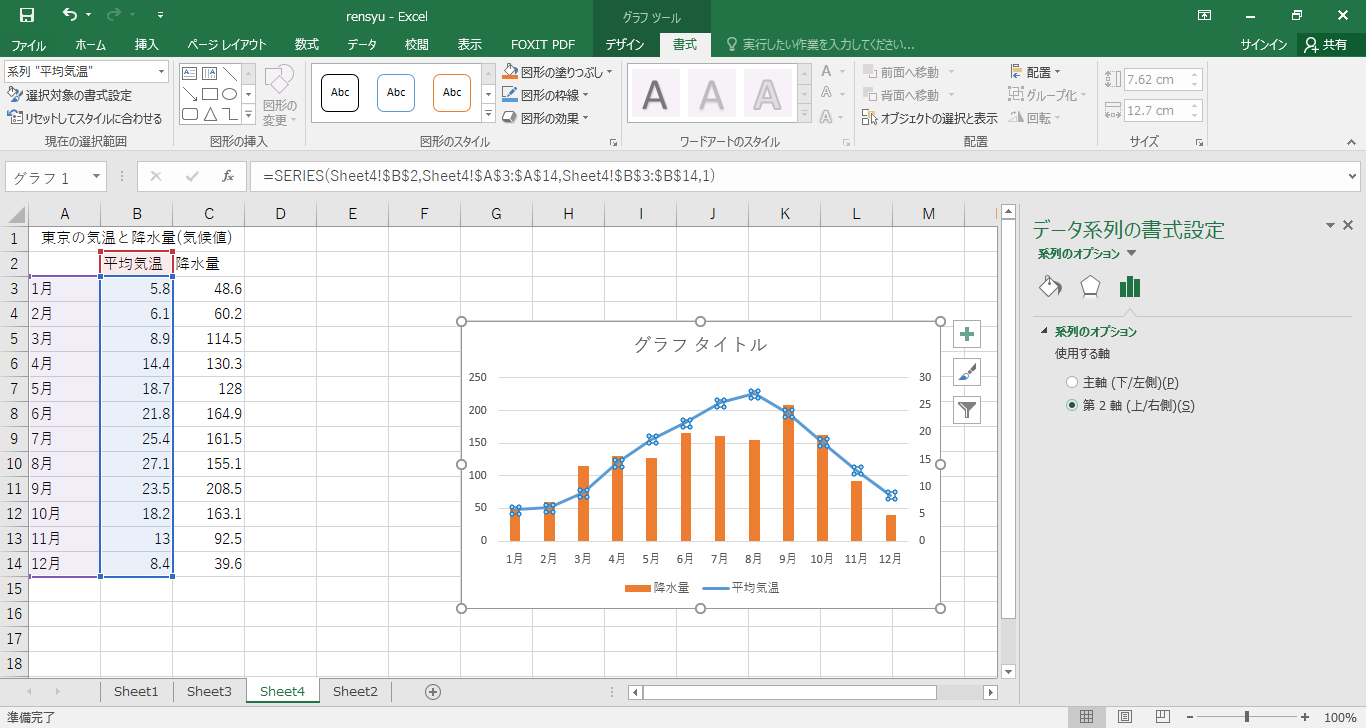 rensyu - Excel
グラフ ツール
ファイル ホーム 挿入 ページ レイアウト 数式 データ 校閲 表示 FOXIT PDF デザイン 書式 実行したい作業を入力してください... サインイン 共有
系列 "平均気温"
選択対象の書式設定
リセットしてスタイルに合わせる
現在の選択範囲
図形の変更
図形の挿入
Abc Abc Abc
図形の塗りつぶし
図形の枠線
図形の効果
図形のスタイル
A A A
A
A
A
ワードアートのスタイル
前面へ移動
背面へ移動
オブジェクトの選択と表示
配置
グループ化
回転
配置
7.62 cm
12.7 cm
サイズ
グラフ 1
fx
=SERIES(Sheet4!$B$2,Sheet4!$A$3:$A$14,Sheet4!$B$3:$B$14,1)
A B C D E F G H I J K L M
1 東京の気温と降水量(気候値)
2 平均気温 降水量
3 1月 5.8 48.6
4 2月 6.1 60.2
5 3月 8.9 114.5
6 4月 14.4 130.3
7 5月 18.7 128
8 6月 21.8 164.9
9 7月 25.4 161.5
10 8月 27.1 155.1
11 9月 23.5 208.5
12 10月 18.2 163.1
13 11月 13 92.5
14 12月 8.4 39.6
15
16
17
18
グラフ タイトル
250
200
150
100
50
0
30
25
20
15
10
5
0
1月 2月 3月 4月 5月 6月 7月 8月 9月 10月 11月 12月
降水量 平均気温
データ系列の書式設定
系列のオプション
系列のオプション
使用する軸
主軸 (下/左側)(P)
第 2 軸 (上/右側)(S)
Sheet1 Sheet3 Sheet4 Sheet2
準備完了
100%